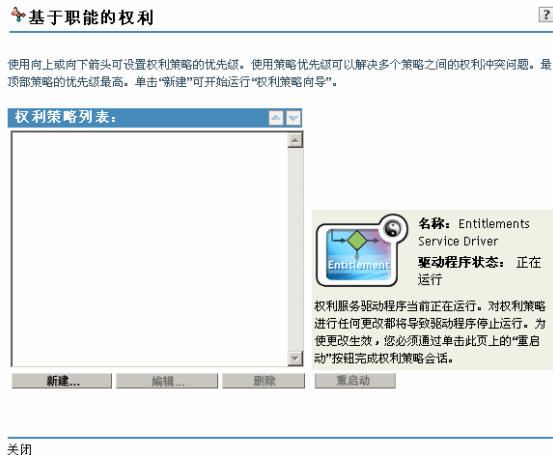 基于职能的权利
?
使用向上或向下箭头可设置权利策略的优先级。使用策略优先级可以解决多个策略之间的权利冲突问题。最
顶部策略的优先级最高。单击“新建”可开始运行“权利策略向导”。
权利策略列表:
名称: Entitlements
Service Driver
Entitlement
驱动程序状态: 正在
运行
权利服务驱动程序当前正在运行。对权利策略
进行任何更改都将导致驱动程序停止运行。为
使更改生效，您必须通过单击此页上的“重启
动”按钮完成权利策略会话。
新建... 编辑... 删除 重启动
关闭